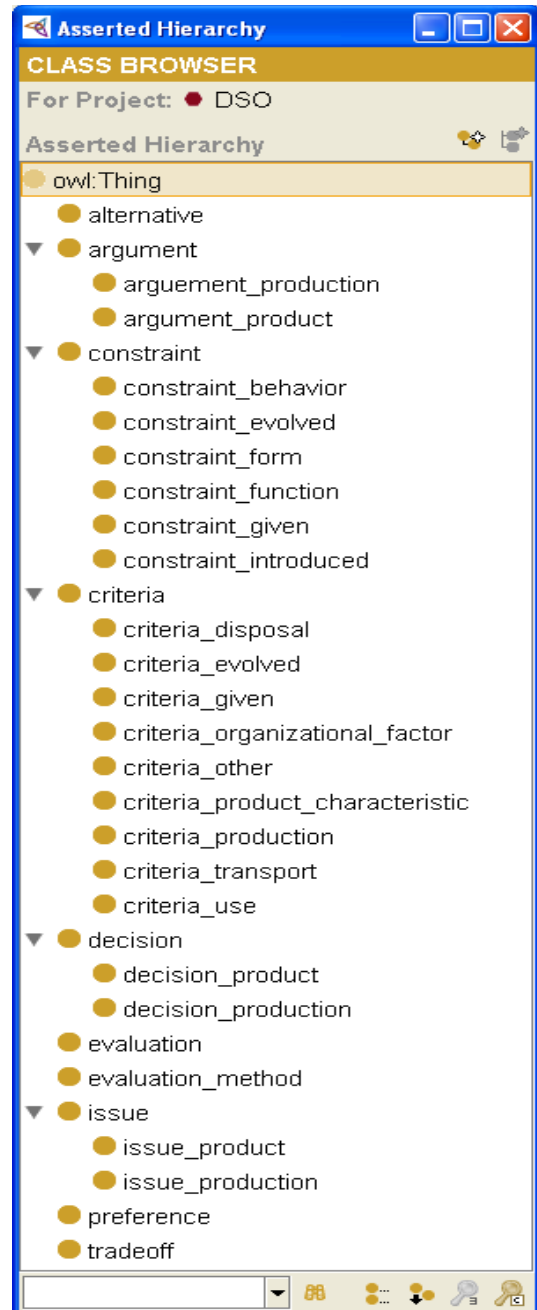 Asserted Hierarchy
CLASS BROWSER
For Project: DSO
Asserted Hierarchy
owl:Thing
alternative
argument
arguement_production
argument_product
constraint
constraint_behavior
constraint_evolved
constraint_form
constraint_function
constraint_given
constraint_introduced
criteria
criteria_disposal
criteria_evolved
criteria_given
criteria_organizational_factor
criteria_other
criteria_product_characteristic
criteria_production
criteria_transport
criteria_use
decision
decision_product
decision_production
evaluation
evaluation_method
issue
issue_product
issue_production
preference
tradeoff